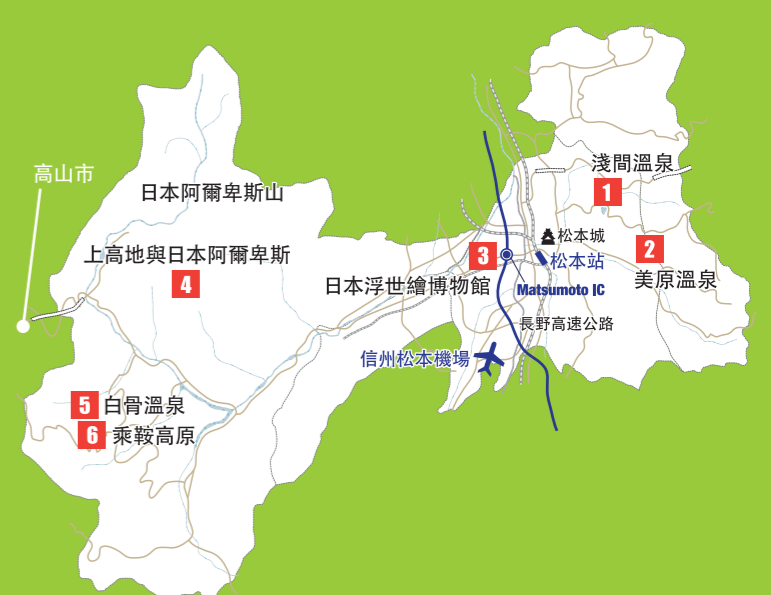 淺間溫泉
1
高山市
日本阿爾卑斯山
松本城
2
上高地與日本阿爾卑斯
3
松本站
4
日本浮世繪博物館
美原溫泉
Matsumoto IC
長野高速公路
信州松本機場
5 白骨溫泉
6 乘鞍高原